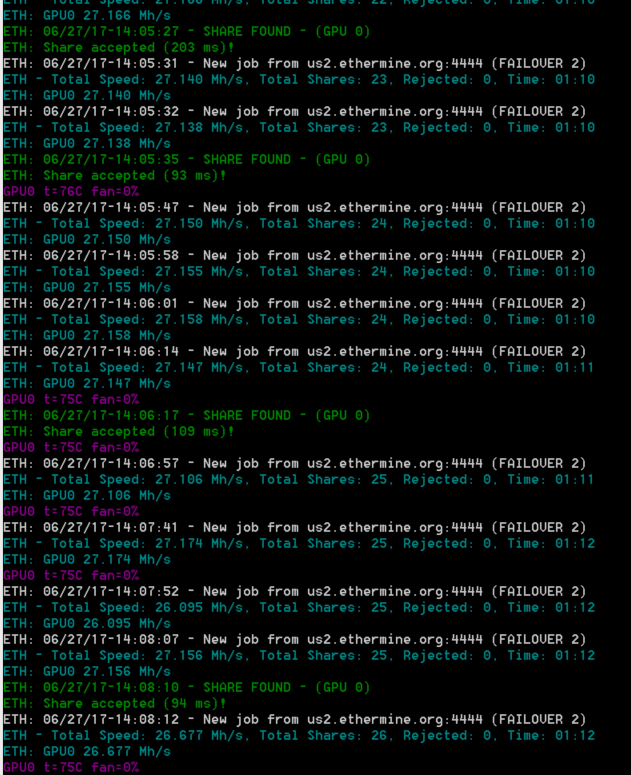 ETH - Total Speed: 27.166 Mh/s, Total Shares: 22, Rejected: 0, Time: 01:10
ETH: GPU0 27.166 Mh/s
ETH: 06/27/17-14:05:27 - SHARE FOUND - (GPU 0)
ETH: Share accepted (203 ms)!
ETH: 06/27/17-14:05:31 - New job from us2.ethermine.org:4444 (FAILOVER 2)
ETH - Total Speed: 27.140 Mh/s, Total Shares: 23, Rejected: 0, Time: 01:10
ETH: GPU0 27.140 Mh/s
ETH: 06/27/17-14:05:32 - New job from us2.ethermine.org:4444 (FAILOVER 2)
ETH - Total Speed: 27.138 Mh/s, Total Shares: 23, Rejected: 0, Time: 01:10
ETH: GPU0 27.138 Mh/s
ETH: 06/27/17-14:05:35 - SHARE FOUND - (GPU 0)
ETH: Share accepted (93 ms)!
GPU0 t=76C fan=0%
ETH: 06/27/17-14:05:47 - New job from us2.ethermine.org:4444 (FAILOVER 2)
ETH - Total Speed: 27.150 Mh/s, Total Shares: 24, Rejected: 0, Time: 01:10
ETH: GPU0 27.150 Mh/s
ETH: 06/27/17-14:05:58 - New job from us2.ethermine.org:4444 (FAILOVER 2)
ETH - Total Speed: 27.155 Mh/s, Total Shares: 24, Rejected: 0, Time: 01:10
ETH: GPU0 27.155 Mh/s
ETH: 06/27/17-14:06:01 - New job from us2.ethermine.org:4444 (FAILOVER 2)
ETH - Total Speed: 27.158 Mh/s, Total Shares: 24, Rejected: 0, Time: 01:10
ETH: GPU0 27.158 Mh/s
ETH: 06/27/17-14:06:14 - New job from us2.ethermine.org:4444 (FAILOVER 2)
ETH - Total Speed: 27.147 Mh/s, Total Shares: 24, Rejected: 0, Time: 01:11
ETH: GPU0 27.147 Mh/s
GPU0 t=75C fan=0%
ETH: 06/27/17-14:06:17 - SHARE FOUND - (GPU 0)
ETH: Share accepted (109 ms)!
GPU0 t=75C fan=0%
ETH: 06/27/17-14:06:57 - New job from us2.ethermine.org:4444 (FAILOVER 2)
ETH - Total Speed: 27.106 Mh/s, Total Shares: 25, Rejected: 0, Time: 01:11
ETH: GPU0 27.106 Mh/s
GPU0 t=75C fan=0%
ETH: 06/27/17-14:07:41 - New job from us2.ethermine.org:4444 (FAILOVER 2)
ETH - Total Speed: 27.174 Mh/s, Total Shares: 25, Rejected: 0, Time: 01:12
ETH: GPU0 27.174 Mh/s
GPU0 t=75C fan=0%
ETH: 06/27/17-14:07:52 - New job from us2.ethermine.org:4444 (FAILOVER 2)
ETH - Total Speed: 26.095 Mh/s, Total Shares: 25, Rejected: 0, Time: 01:12
ETH: GPU0 26.095 Mh/s
ETH: 06/27/17-14:08:07 - New job from us2.ethermine.org:4444 (FAILOVER 2)
ETH - Total Speed: 27.156 Mh/s, Total Shares: 25, Rejected: 0, Time: 01:12
ETH: GPU0 27.156 Mh/s
ETH: 06/27/17-14:08:10 - SHARE FOUND - (GPU 0)
ETH: Share accepted (94 ms)!
ETH: 06/27/17-14:08:12 - New job from us2.ethermine.org:4444 (FAILOVER 2)
ETH - Total Speed: 26.677 Mh/s, Total Shares: 26, Rejected: 0, Time: 01:12
ETH: GPU0 26.677 Mh/s
GPU0 t=75C fan=0%